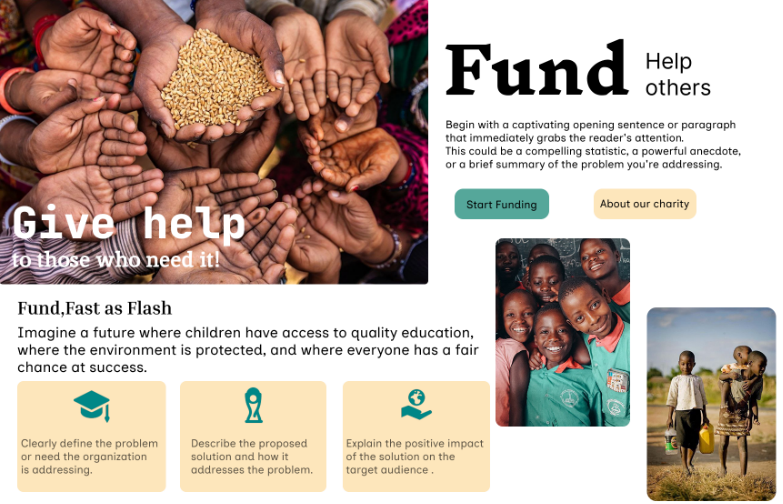 Give help
to those who need it!
Fund
Help
others
Begin with a captivating opening sentence or paragraph
that immediately grabs the reader's attention.
This could be a compelling statistic, a powerful anecdote,
or a brief summary of the problem you're addressing.
Start Funding
About our charity
Fund,Fast as Flash
Imagine a future where children have access to quality education,
where the environment is protected, and where everyone has a fair
chance at success.
Clearly define the problem
or need the organization
is addressing.
Describe the proposed
solution and how it
addresses the problem.
Explain the positive impact
of the solution on the
target audience .